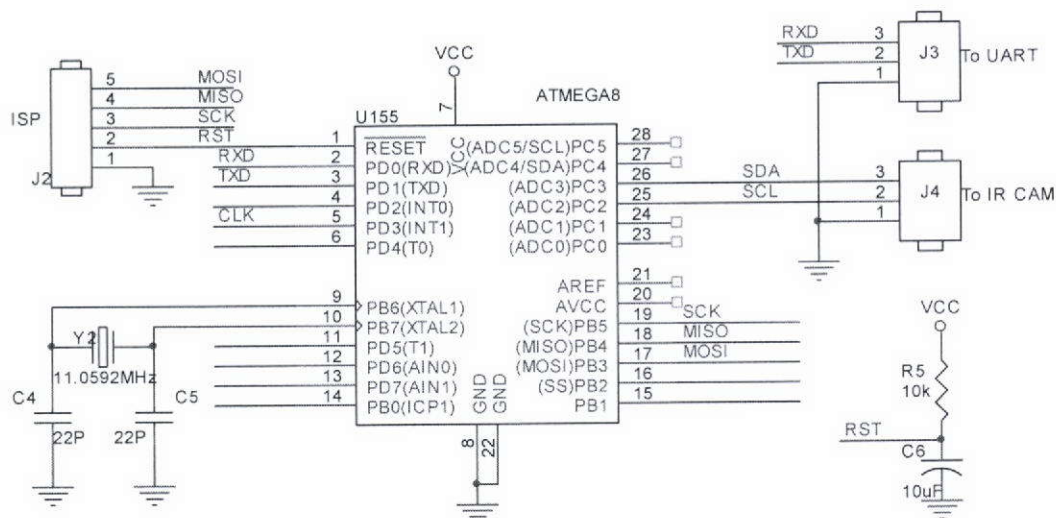 VCC
7
ATMEGA8
U155
ISP
J2
5 MOSI
4 MISO
3 SCK
2 RST
1
1 RESET
RXD 2 PD0(RXD)
TXD 3 PD1(TXD)
4 PD2(INT0)
CLK 5 PD3(INT1)
6 PD4(T0)
9 PB6(XTAL1)
10 PB7(XTAL2)
11 PD5(T1)
12 PD6(AIN0)
13 PD7(AIN1)
14 PB0(ICP1)
VCC
(ADC5/SCL)PC5 28
(ADC4/SDA)PC4 27
(ADC3)PC3 26 SDA
(ADC2)PC2 25 SCL
(ADC1)PC1 24
(ADC0)PC0 23
AREF 21
AVCC 20
(SCK)PB5 19 SCK
(MISO)PB4 18 MISO
(MOSI)PB3 17 MOSI
(SS)PB2 16
PB1 15
GND
GND
8
22
Y2
11.0592MHz
C4
22P
C5
22P
RXD 3
TXD 2
1
J3
To UART
3
2
1
J4
To IR CAM
VCC
R5
10k
RST
C6
10uF